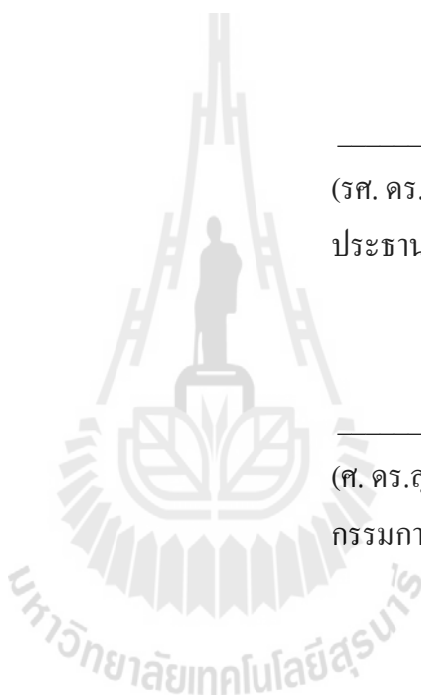 (รศ. ดร.
ประธาน
(ศ. ดร.สุ
กรรมกา
มหาวิทยาลัยเทคโนโลยีสุรนารี